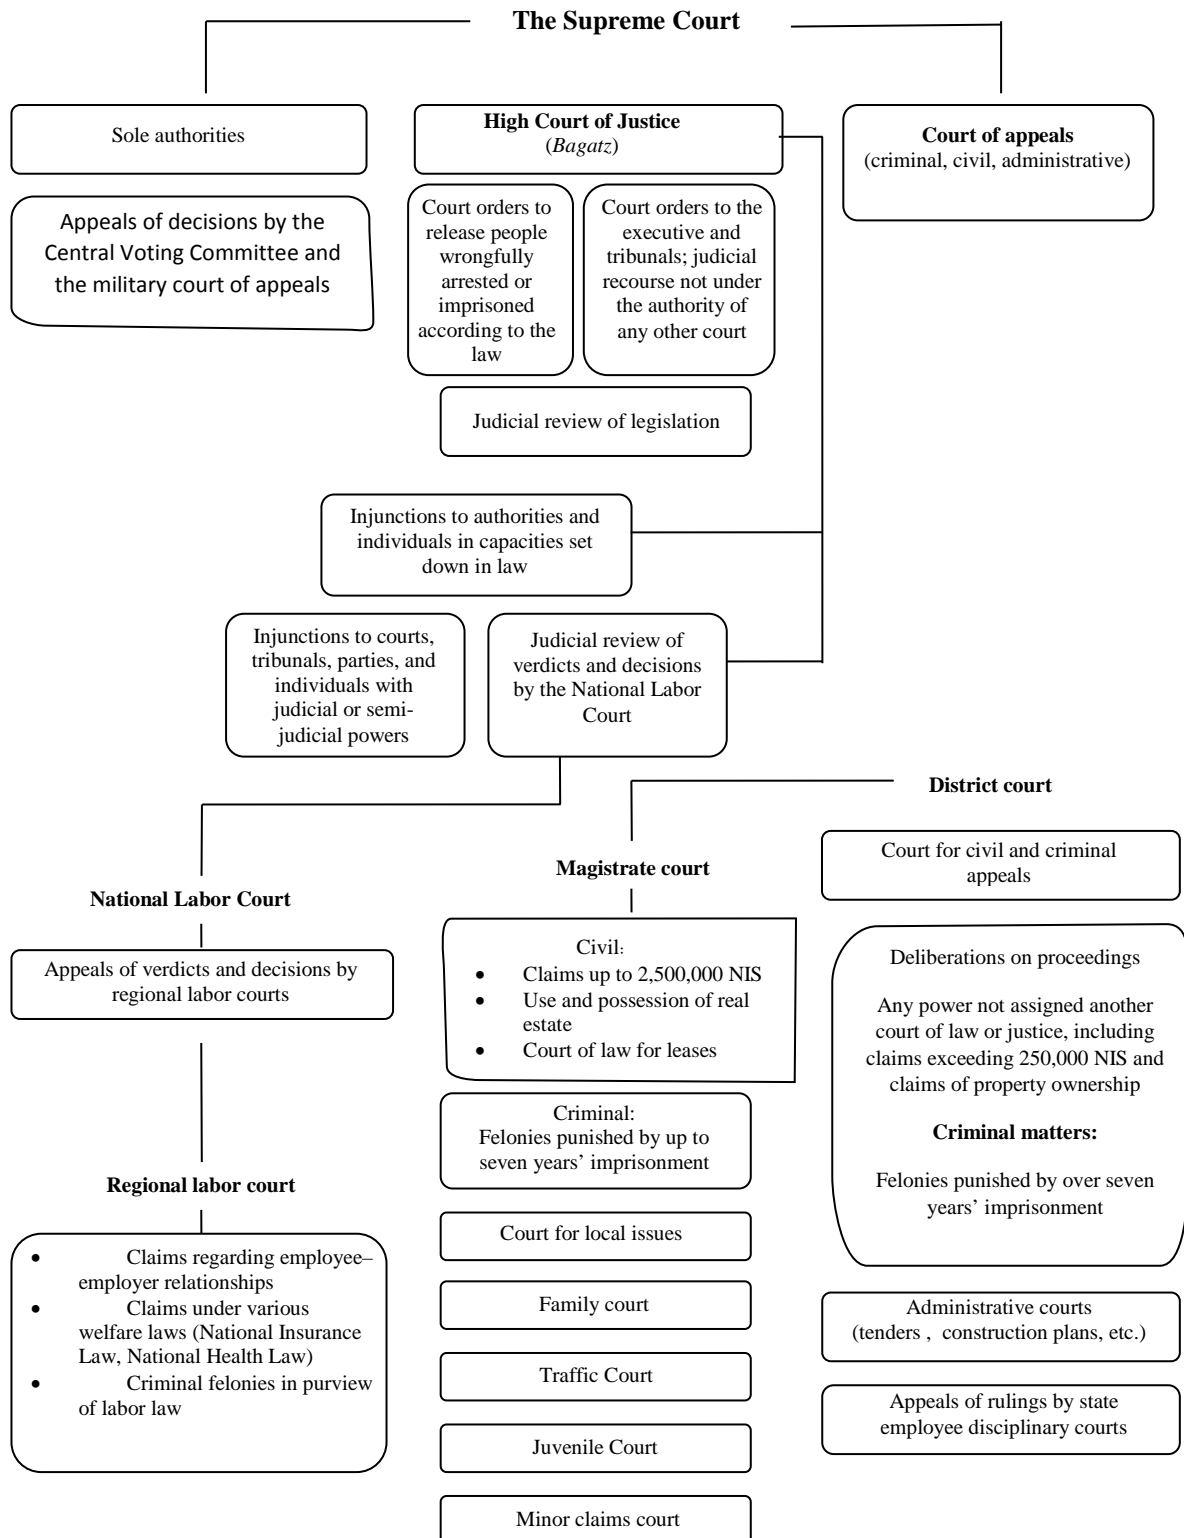 The Supreme Court
Sole authorities
Appeals of decisions by the
Central Voting Committee and
the military court of appeals
High Court of Justice
(Bagatz)
Court orders to
release people
wrongfully
arrested or
imprisoned
according to the
law
Court orders to the
executive and
tribunals; judicial
recourse not under
the authority of
any other court
Judicial review of legislation
Court of appeals
(criminal, civil, administrative)
Injunctions to authorities and
individuals in capacities set
down in law
Injunctions to courts,
tribunals, parties, and
individuals with
judicial or semi-
judicial powers
Judicial review of
verdicts and decisions
by the National Labor
Court
National Labor Court
Appeals of verdicts and decisions by
regional labor courts
Regional labor court
• Claims regarding employee–
employer relationships
• Claims under various
welfare laws (National Insurance
Law, National Health Law)
• Criminal felonies in purview
of labor law
Magistrate court
Civil:
• Claims up to 2,500,000 NIS
• Use and possession of real
estate
• Court of law for leases
Criminal:
Felonies punished by up to
seven years’ imprisonment
Court for local issues
Family court
Traffic Court
Juvenile Court
Minor claims court
District court
Court for civil and criminal
appeals
Deliberations on proceedings
Any power not assigned another
court of law or justice, including
claims exceeding 250,000 NIS and
claims of property ownership
Criminal matters:
Felonies punished by over seven
years’ imprisonment
Administrative courts
(tenders , construction plans, etc.)
Appeals of rulings by state
employee disciplinary courts